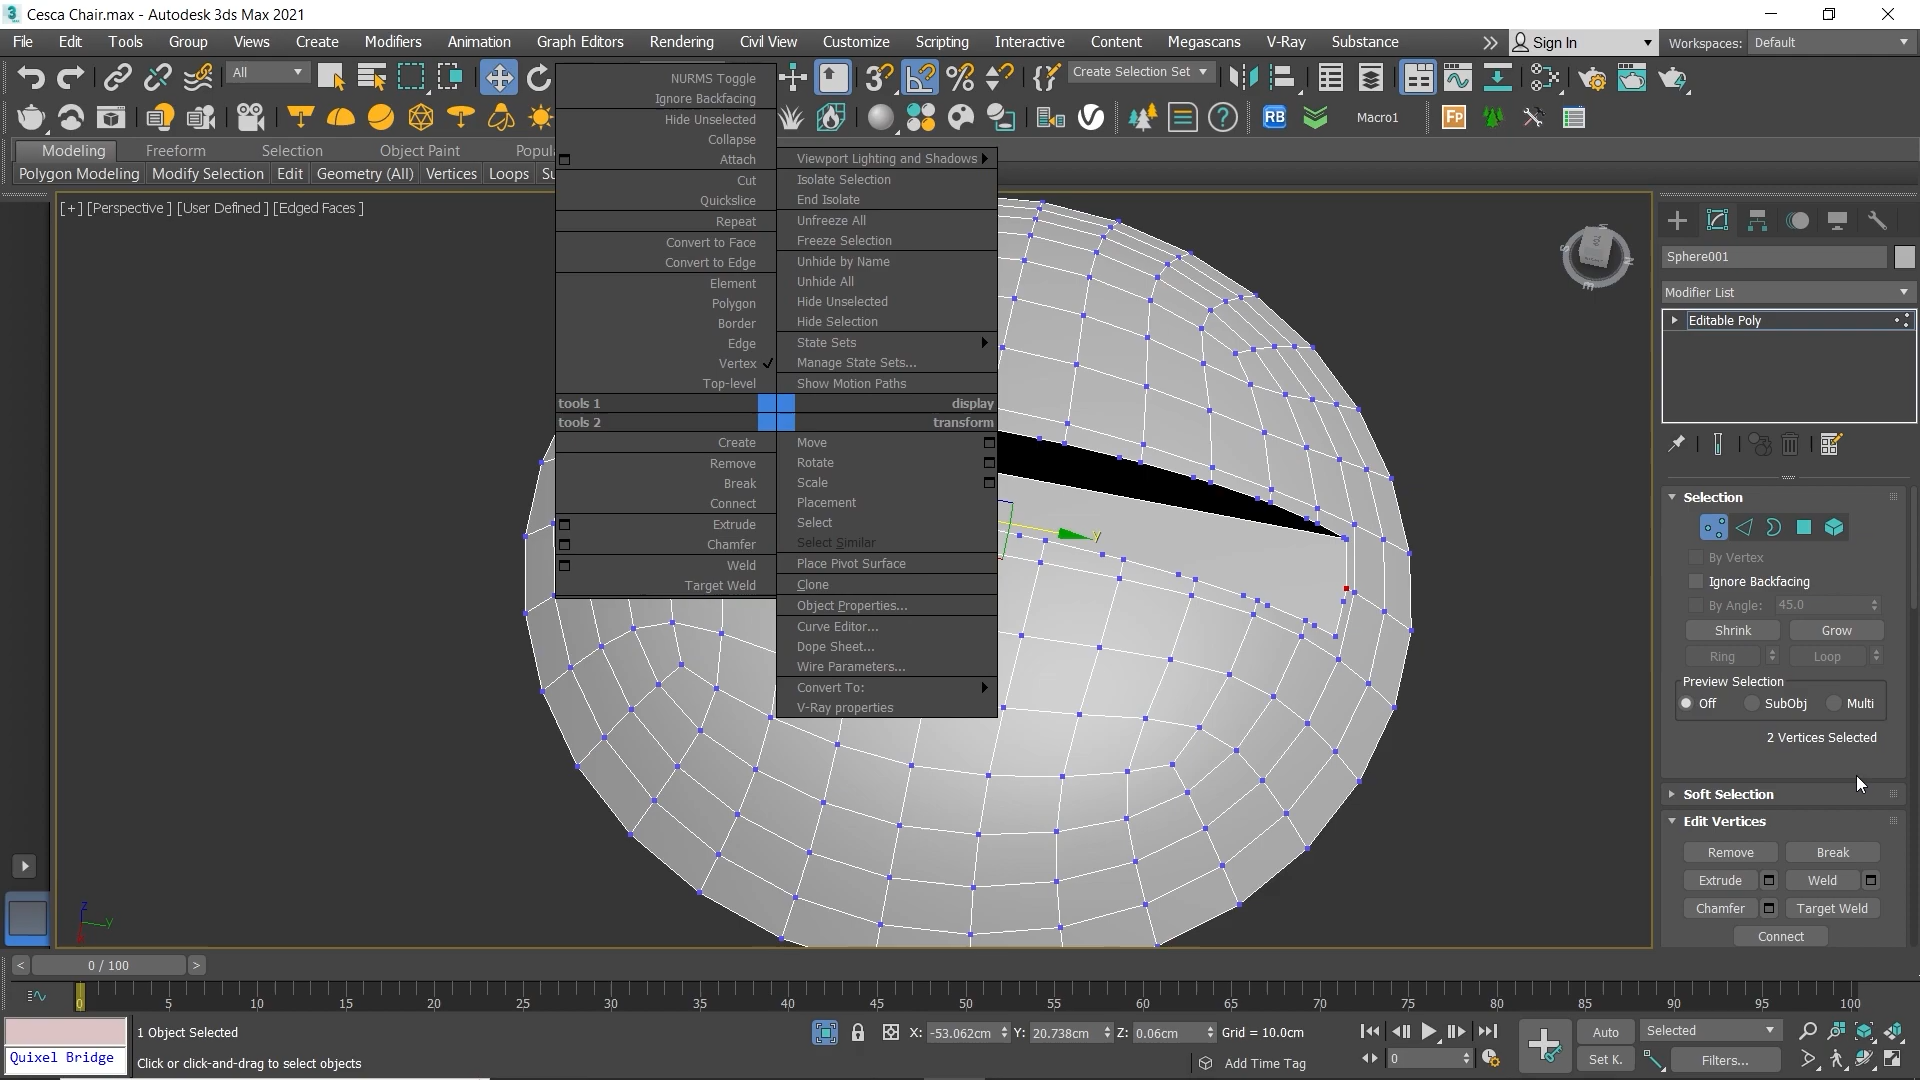 Cesca Chair.max - Autodesk 3ds Max 2021
File Edit Tools Group Views Create Modifiers Animation Graph Editors Rendering Civil View Customize Scripting Interactive Content Megascans V-Ray Substance
Sign In
Workspaces: Default
All
Create Selection Set
RB
Macro1
Fp
Modeling Freeform Selection Object Paint Popul
Polygon Modeling Modify Selection Edit Geometry (All) Vertices Loops Su
[+] [Perspective ] [User Defined ] [Edged Faces ]
NURMS Toggle
Ignore Backfacing
Hide Unselected
Collapse
Attach
Cut
Quickslice
Repeat
Convert to Face
Convert to Edge
Element
Polygon
Border
Edge
Vertex
Top-level
tools 1
tools 2
Create
Remove
Break
Connect
Extrude
Chamfer
Weld
Target Weld
Viewport Lighting and Shadows
Isolate Selection
End Isolate
Unfreeze All
Freeze Selection
Unhide by Name
Unhide All
Hide Unselected
Hide Selection
State Sets
Manage State Sets...
Show Motion Paths
display
transform
Move
Rotate
Scale
Placement
Select
Select Similar
Place Pivot Surface
Clone
Object Properties...
Curve Editor...
Dope Sheet...
Wire Parameters...
Convert To:
V-Ray properties
y
z
y
Sphere001
Modifier List
Editable Poly
Selection
By Vertex
Ignore Backfacing
By Angle: 45.0
Shrink Grow
Ring Loop
Preview Selection
Off SubObj Multi
2 Vertices Selected
Soft Selection
Edit Vertices
Remove Break
Extrude Weld
Chamfer Target Weld
Connect
< 0 / 100 >
0 5 10 15 20 25 30 35 40 45 50 55 60 65 70 75 80 85 90 95 100
Quixel Bridge
1 Object Selected
Click or click-and-drag to select objects
X: -53.062cm Y: 20.738cm Z: 0.06cm Grid = 10.0cm
Add Time Tag
0
Auto Selected
Set K. Filters...